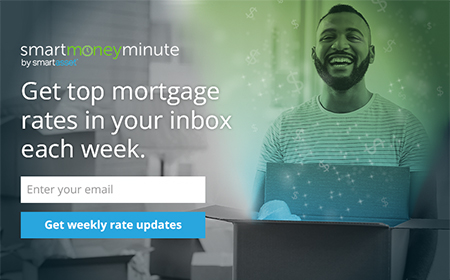 smartmoneyminute
by smartasset
Get top mortgage
rates in your inbox
each week.
Enter your email
Get weekly rate updates